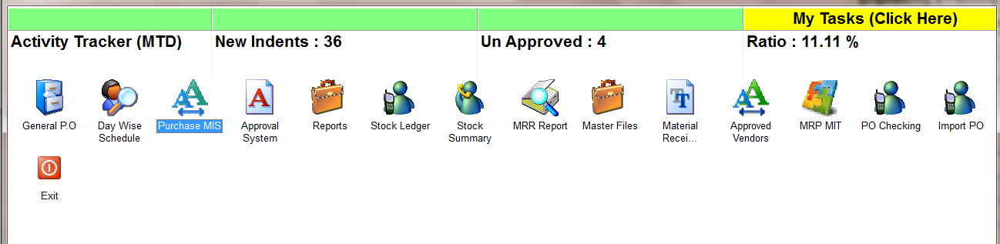 My Tasks (Click Here)
Activity Tracker (MTD) New Indents : 36 Un Approved : 4 Ratio : 11.11 %
General P.O Day Wise Purchase MIS Approval Reports Stock Ledger Stock MRR Report Master Files Material Approved MRP MIT PO Checking Import PO
Schedule System Summary Recei... Vendors
Exit